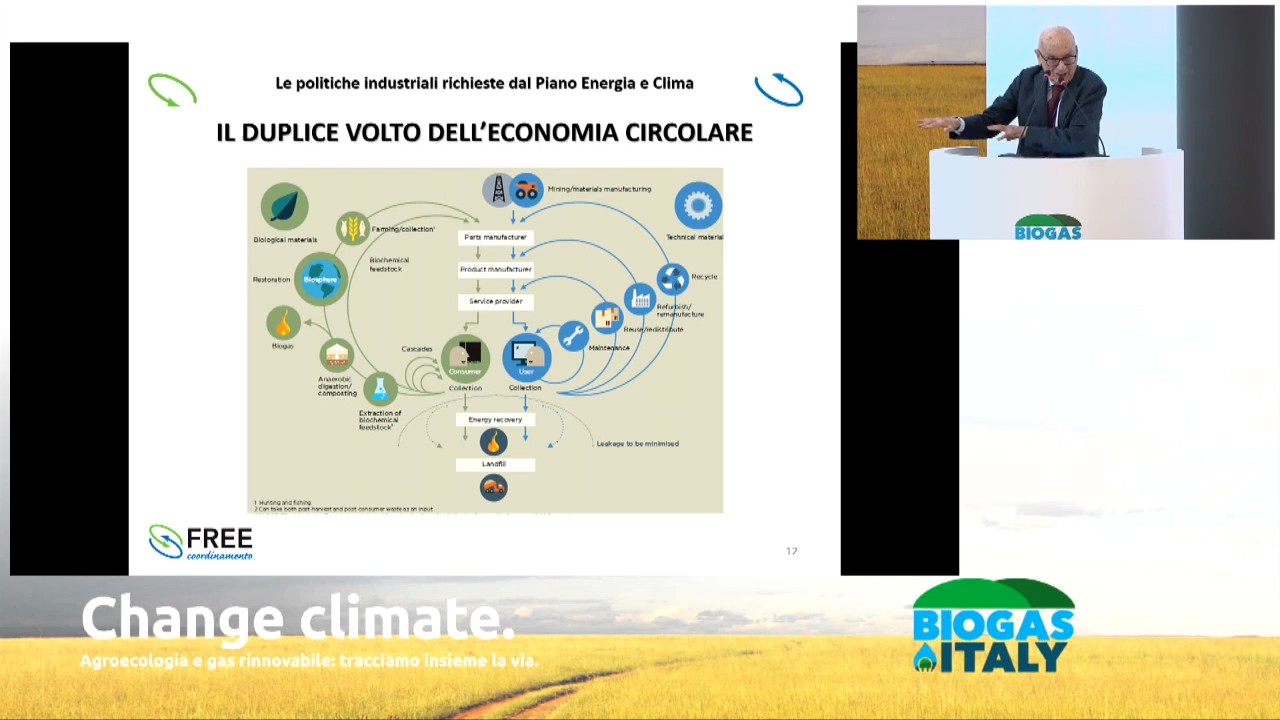 Le politiche industriali richieste dal Piano Energia e Clima
IL DUPLICE VOLTO DELL'ECONOMIA CIRCOLARE
Mining/materials manufacturing
Biological materials
Farming/collection¹
Parts manufacturer
Technical material
Biochemical
feedstock
Restoration
Biosphere
Product manufacturer
Recycle
Service provider
Refurbish/
remanufacture
Reuse/redistribute
Biogas
Maintenance
Cascades
Consumer
User
Anaerobic
digestion/
composting
Collection
Collection
Extraction of
biochemical
feedstock²
Energy recovery
Leakage to be minimised
Landfill
1 Hunting and fishing
2 Can take both post-harvest and post-consumer waste as an input
FREE
coordinamento
12
BIOGAS
Change climate.
Agroecologia e gas rinnovabile: tracciamo insieme la via.
BIOGAS
ITALY